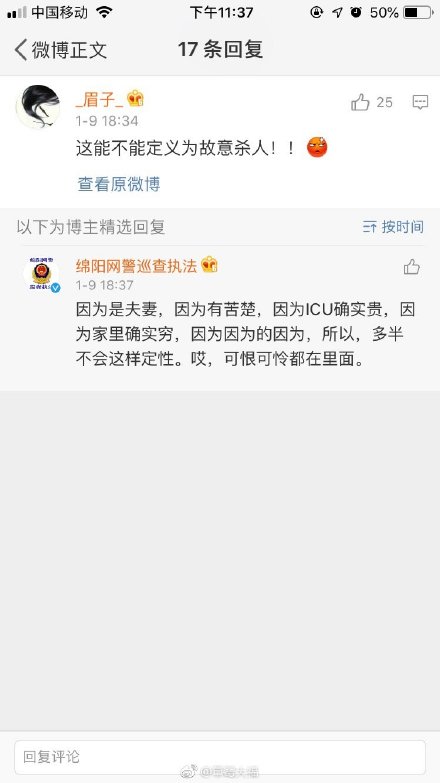 中国移动 下午11:37 50%
微博正文 17 条回复
_眉子_ 25
1-9 18:34
这能不能定义为故意杀人！！
查看原微博
以下为博主精选回复 按时间
绵阳网警巡查执法
1-9 18:37
因为是夫妻，因为有苦楚，因为ICU确实贵，因
为家里确实穷，因为因为的因为，所以，多半
不会这样定性。哎，可恨可怜都在里面。
回复评论